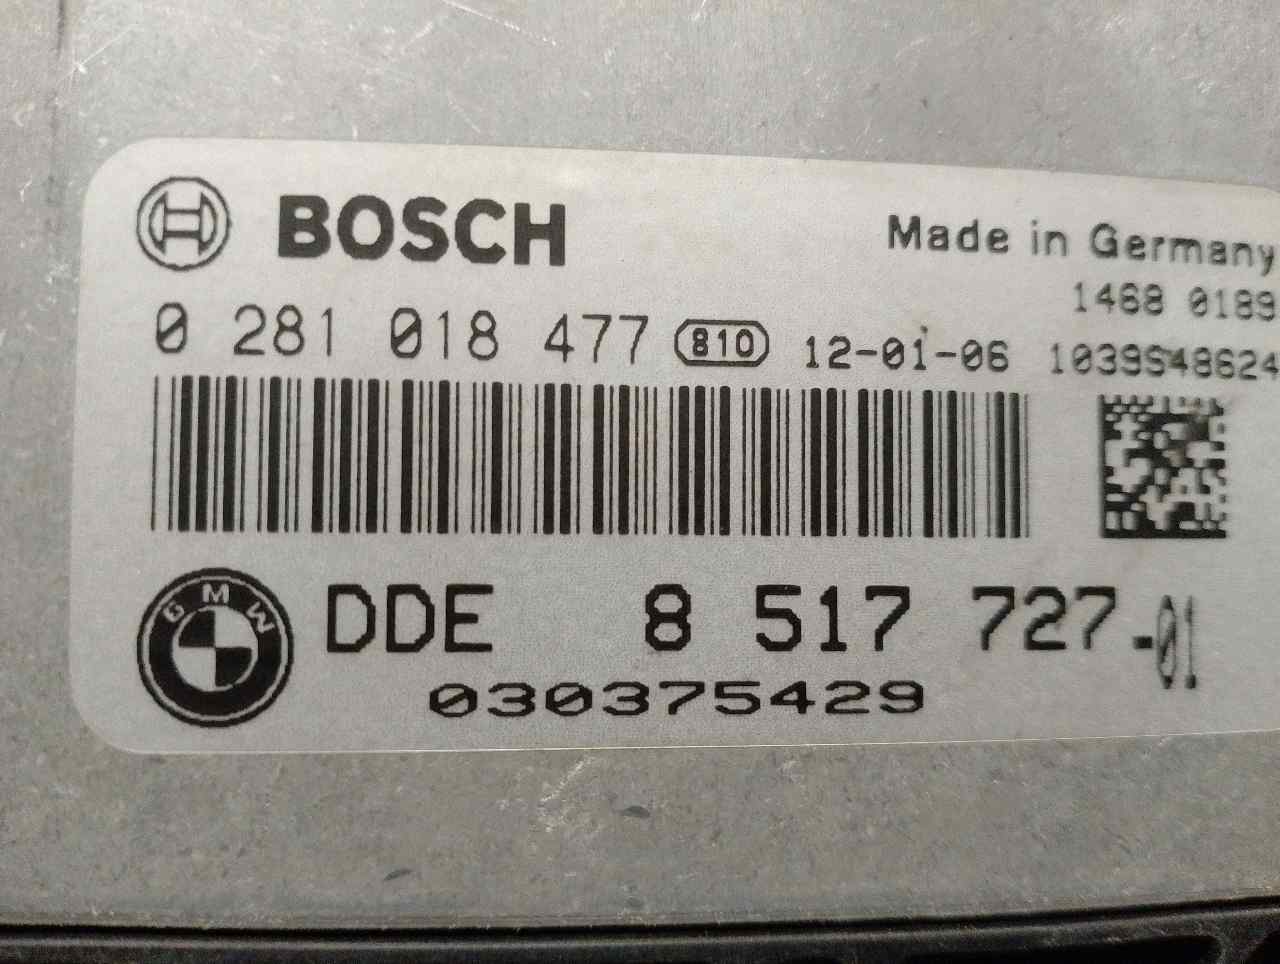 BOSCH
Made in Germany
1468 0189
0 281 018 477 810 12-01-06 1039S48624
BMW
DDE 8 517 727-01
030375429